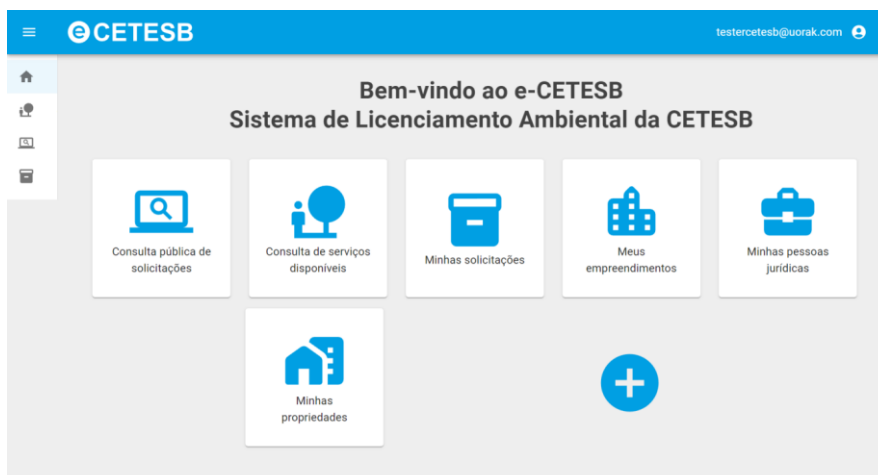 e CETESB
testercetesb@uorak.com
Bem-vindo ao e-CETESB
Sistema de Licenciamento Ambiental da CETESB
Consulta pública de
solicitações
Consulta de serviços
disponíveis
Minhas solicitações
Meus
empreendimentos
Minhas pessoas
jurídicas
Minhas
propriedades